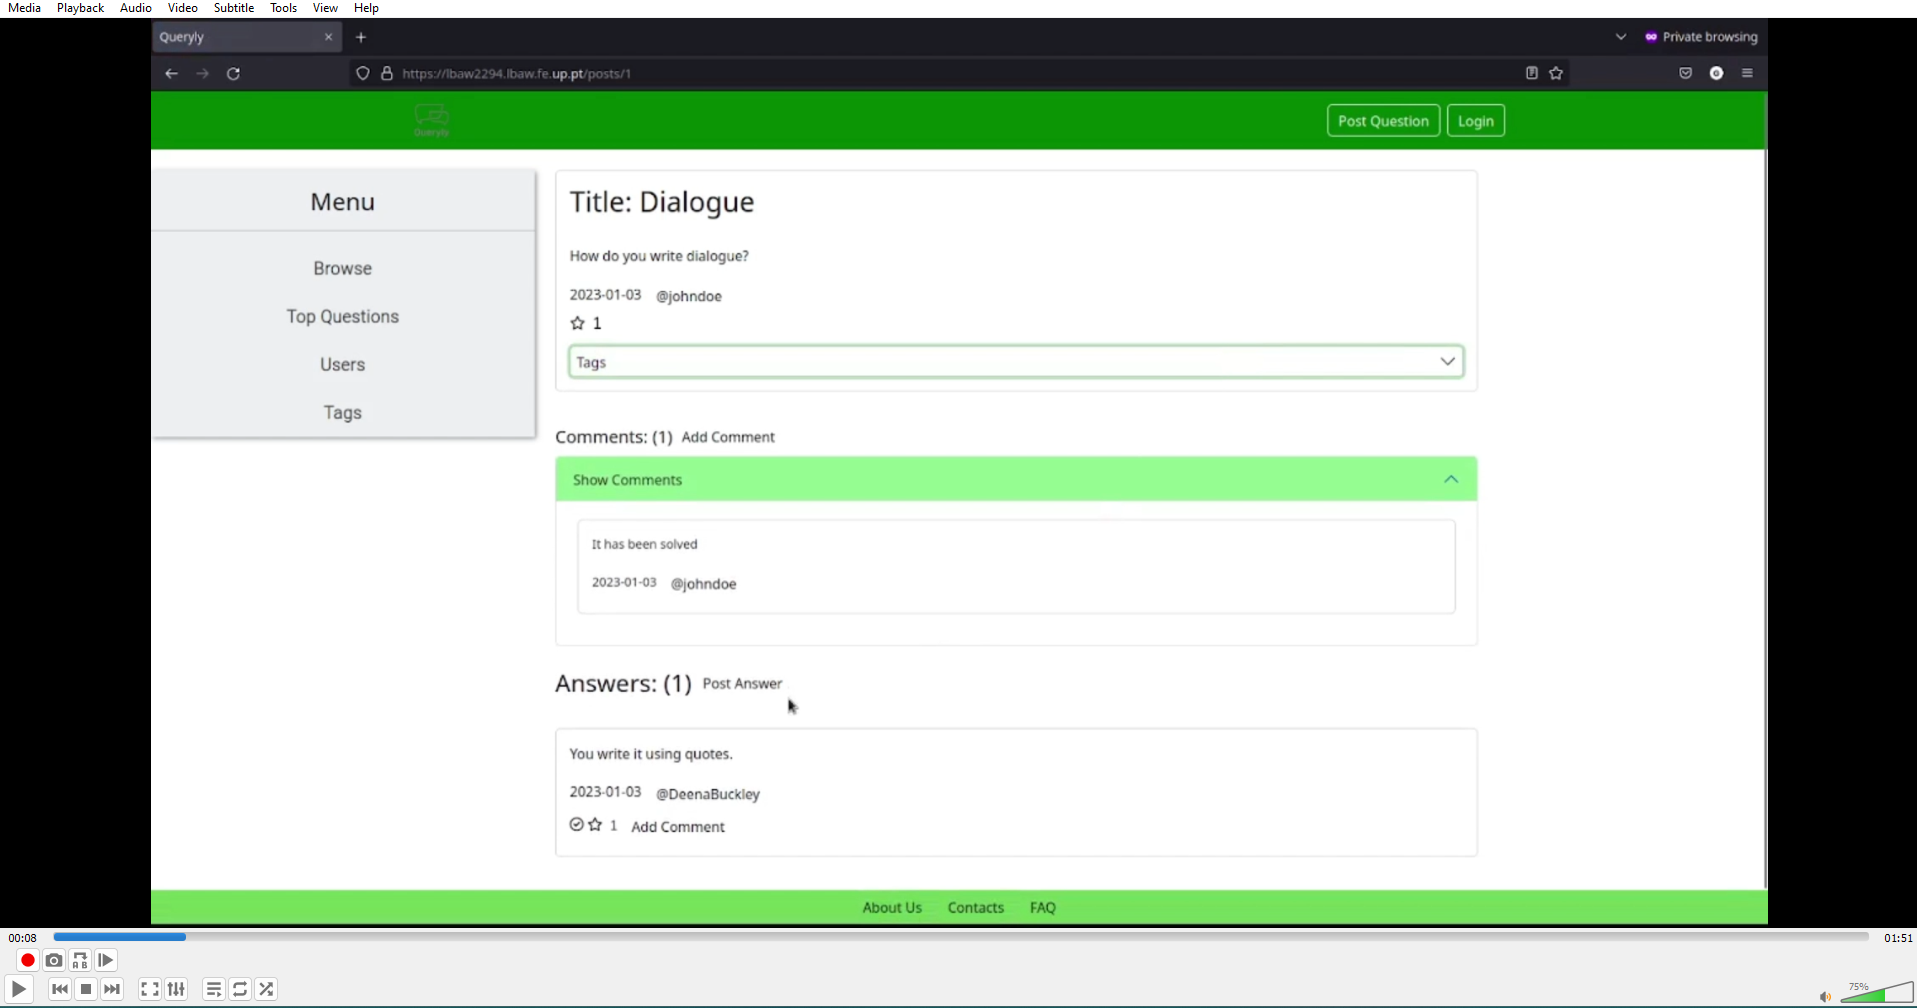 Media Playback Audio Video Subtitle Tools View Help
Queryly
Private browsing
https://lbaw2294.lbaw.fe.up.pt/posts/1
Queryly
Post Question Login
Menu
Browse
Top Questions
Users
Tags
Title: Dialogue
How do you write dialogue?
2023-01-03 @johndoe
1
Tags
Comments: (1) Add Comment
Show Comments
It has been solved
2023-01-03 @johndoe
Answers: (1) Post Answer
You write it using quotes.
2023-01-03 @DeenaBuckley
1 Add Comment
About Us Contacts FAQ
00:08 01:51
A B
75%